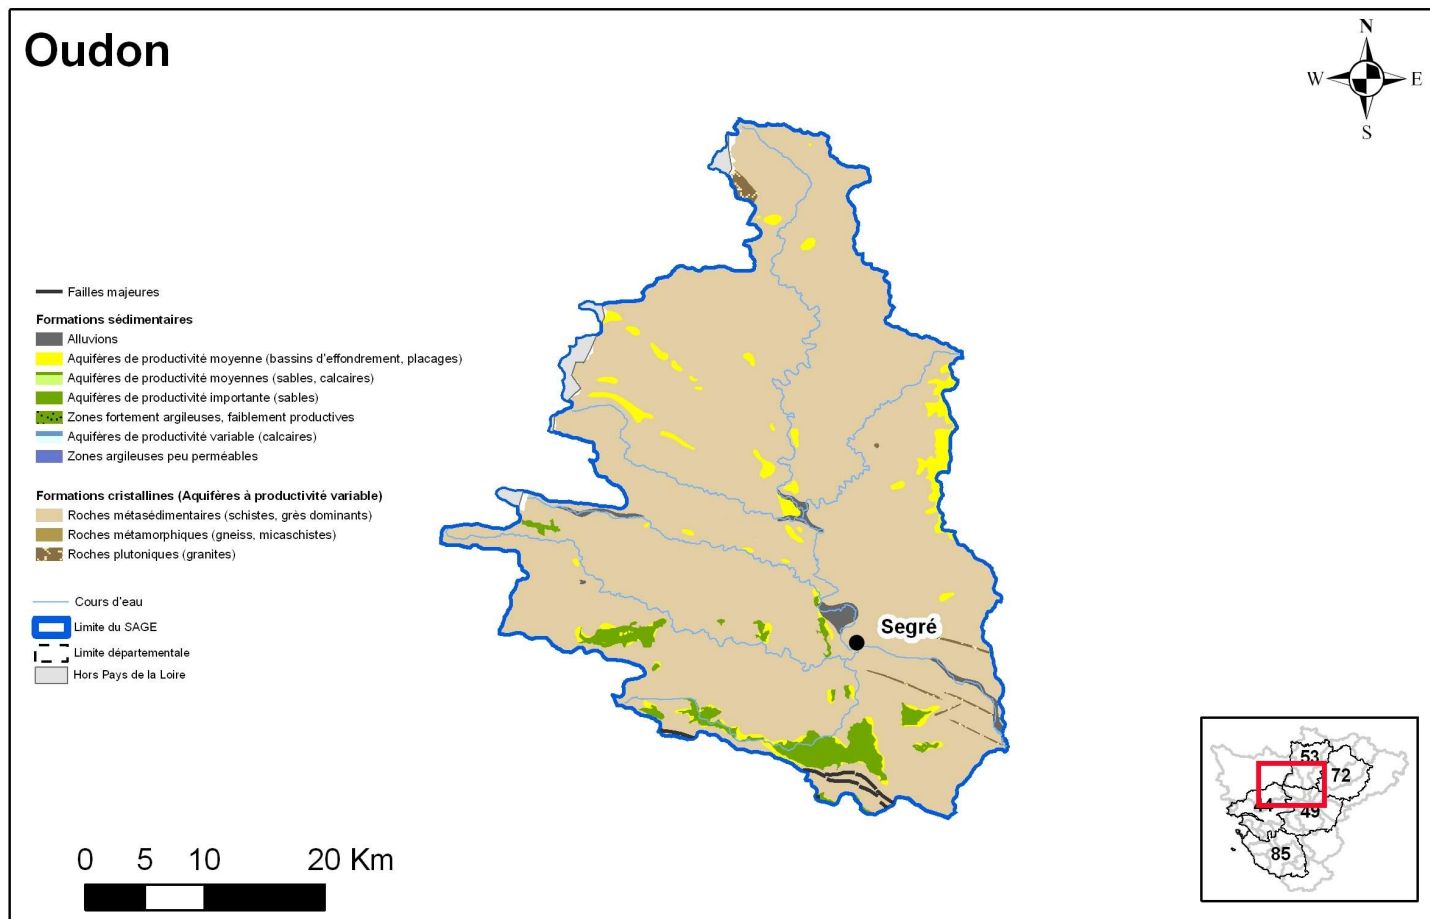 Oudon
N
W
E
S
Failles majeures
Formations sédimentaires
Alluvions
Aquifères de productivité moyenne (bassins d'effondrement, placages)
Aquifères de productivité moyennes (sables, calcaires)
Aquifères de productivité importante (sables)
Zones fortement argileuses, faiblement productives
Aquifères de productivité variable (calcaires)
Zones argileuses peu perméables
Formations cristallines (Aquifères à productivité variable)
Roches métasédimentaires (schistes, grès dominants)
Roches métamorphiques (gneiss, micaschistes)
Roches plutoniques (granites)
Cours d'eau
Limite du SAGE
Limite départementale
Hors Pays de la Loire
Segré
0 5 10 20 Km
53
72
44
49
85